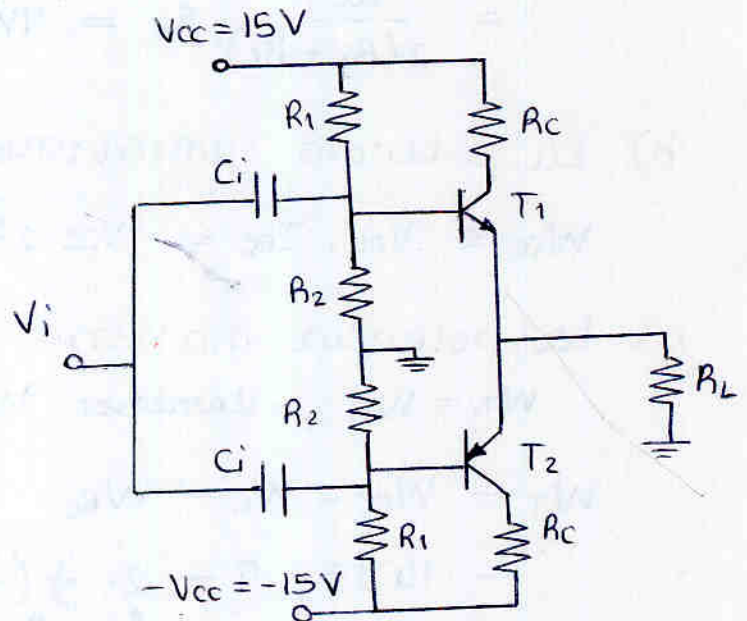 Vcc = 15V
R1
Rc
Ci
T1
R2
Vi
RL
R2
Ci
T2
R1
Rc
-Vcc = -15V